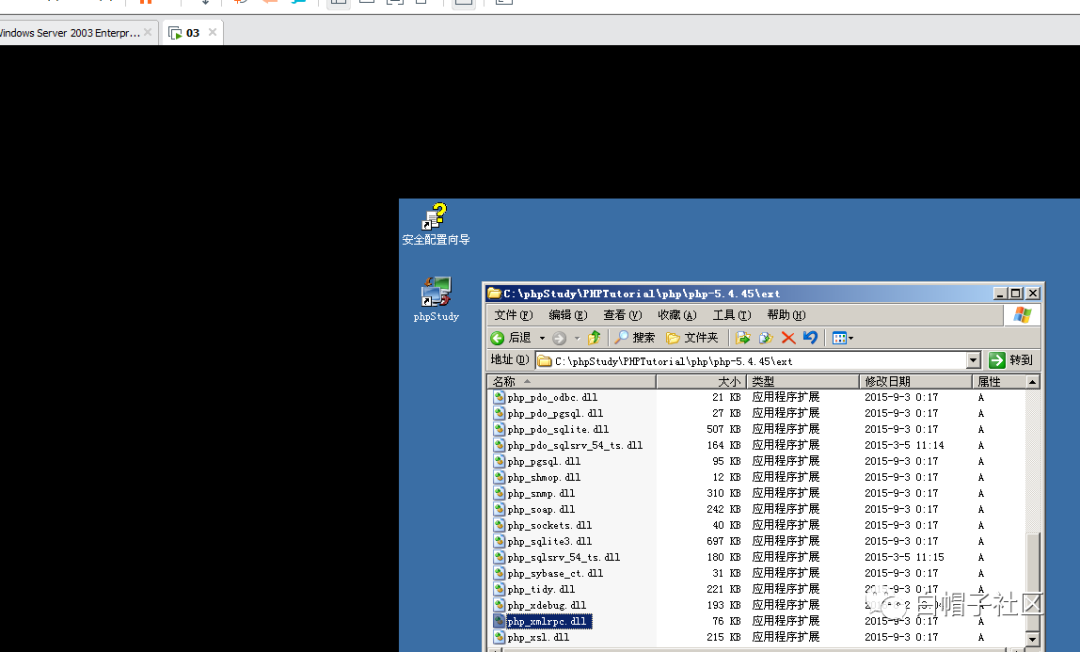 Windows Server 2003 Enterpr...
03
安全配置向导
phpStudy
C:\phpStudy\PHPTutorial\php\php-5.4.45\ext
文件(F) 编辑(E) 查看(V) 收藏(A) 工具(T) 帮助(H)
后退 搜索 文件夹
地址(D) C:\phpStudy\PHPTutorial\php\php-5.4.45\ext 转到
名称 大小 类型 修改日期 属性
php_pdo_odbc.dll 21 KB 应用程序扩展 2015-9-3 0:17 A
php_pdo_pgsql.dll 27 KB 应用程序扩展 2015-9-3 0:17 A
php_pdo_sqlite.dll 507 KB 应用程序扩展 2015-9-3 0:17 A
php_pdo_sqlsrv_54_ts.dll 164 KB 应用程序扩展 2015-3-5 11:14 A
php_pgsql.dll 95 KB 应用程序扩展 2015-9-3 0:17 A
php_shmop.dll 12 KB 应用程序扩展 2015-9-3 0:17 A
php_snmp.dll 310 KB 应用程序扩展 2015-9-3 0:17 A
php_soap.dll 242 KB 应用程序扩展 2015-9-3 0:17 A
php_sockets.dll 40 KB 应用程序扩展 2015-9-3 0:17 A
php_sqlite3.dll 697 KB 应用程序扩展 2015-9-3 0:17 A
php_sqlsrv_54_ts.dll 180 KB 应用程序扩展 2015-3-5 11:15 A
php_sybase_ct.dll 31 KB 应用程序扩展 2015-9-3 0:17 A
php_tidy.dll 221 KB 应用程序扩展 2015-9-3 0:17 A
php_xdebug.dll 193 KB 应用程序扩展
白帽子社区
php_xmlrpc.dll 76 KB 应用程序扩展 2015-9-3 0:17 A
php_xsl.dll 215 KB 应用程序扩展 2015-9-3 0:17 A